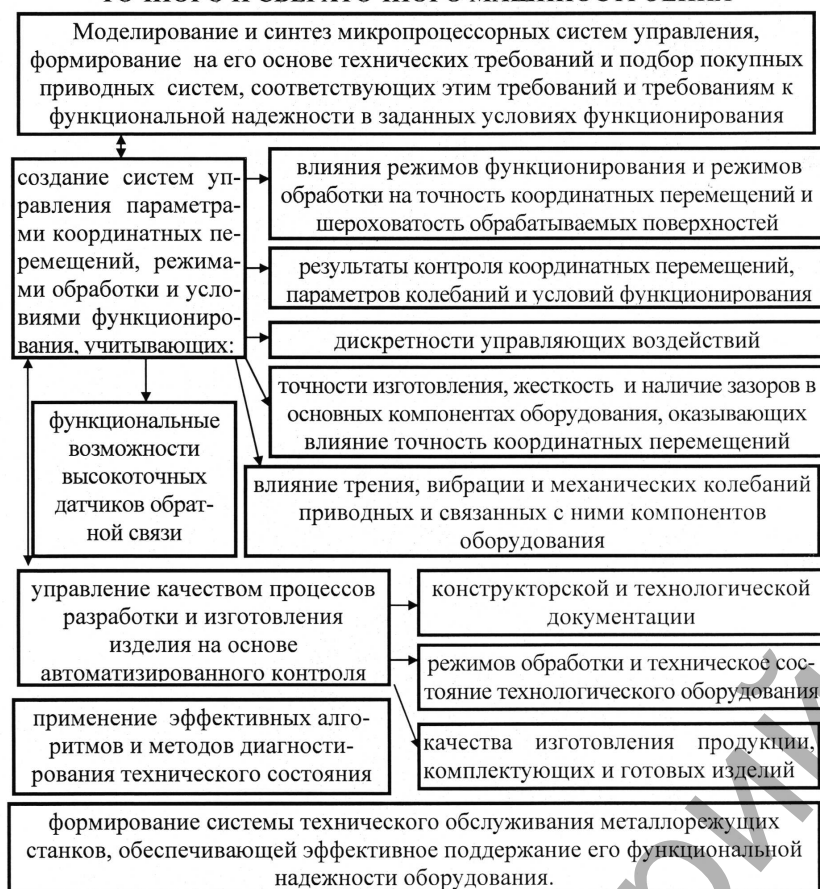 ТОЧНОГО И СВЕРХТОЧНОГО МАШИНОСТРОЕНИЯ
Моделирование и синтез микропроцессорных систем управления,
формирование на его основе технических требований и подбор покупных
приводных систем, соответствующих этим требований и требованиям к
функциональной надежности в заданных условиях функционирования
создание систем уп-
равления параметра-
ми координатных пе-
ремещений, режима-
ми обработки и усло-
виями функциониро-
вания, учитывающих:
влияния режимов функционирования и режимов
обработки на точность координатных перемещений и
шероховатость обрабатываемых поверхностей
результаты контроля координатных перемещений,
параметров колебаний и условий функционирования
дискретности управляющих воздействий
точности изготовления, жесткость и наличие зазоров в
основных компонентах оборудования, оказывающих
влияние точность координатных перемещений
функциональные
возможности
высокоточных
датчиков обрат-
ной связи
влияние трения, вибрации и механических колебаний
приводных и связанных с ними компонентов
оборудования
управление качеством процессов
разработки и изготовления
изделия на основе
автоматизированного контроля
конструкторской и технологической
документации
режимов обработки и техническое сос-
тояние технологического оборудования
качества изготовления продукции,
комплектующих и готовых изделий
применение эффективных алго-
ритмов и методов диагности-
рования технического состояния
формирование системы технического обслуживания металлорежущих
станков, обеспечивающей эффективное поддержание его функциональной
надежности оборудования.